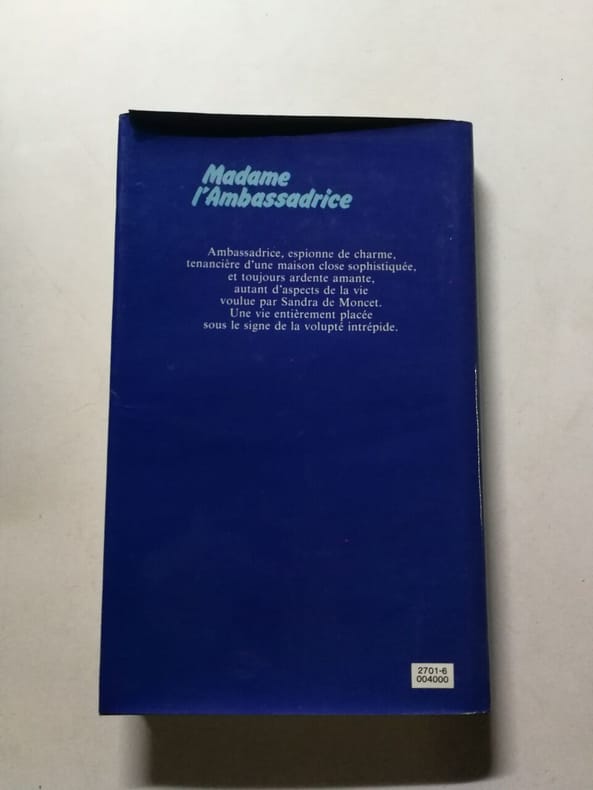 Madame
l'Ambassadrice
Ambassadrice, espionne de charme,
tenancière d'une maison close sophistiquée,
et toujours ardente amante,
autant d'aspects de la vie
voulue par Sandra de Moncet.
Une vie entièrement placée
sous le signe de la volupté intrépide.
2701-6
004000